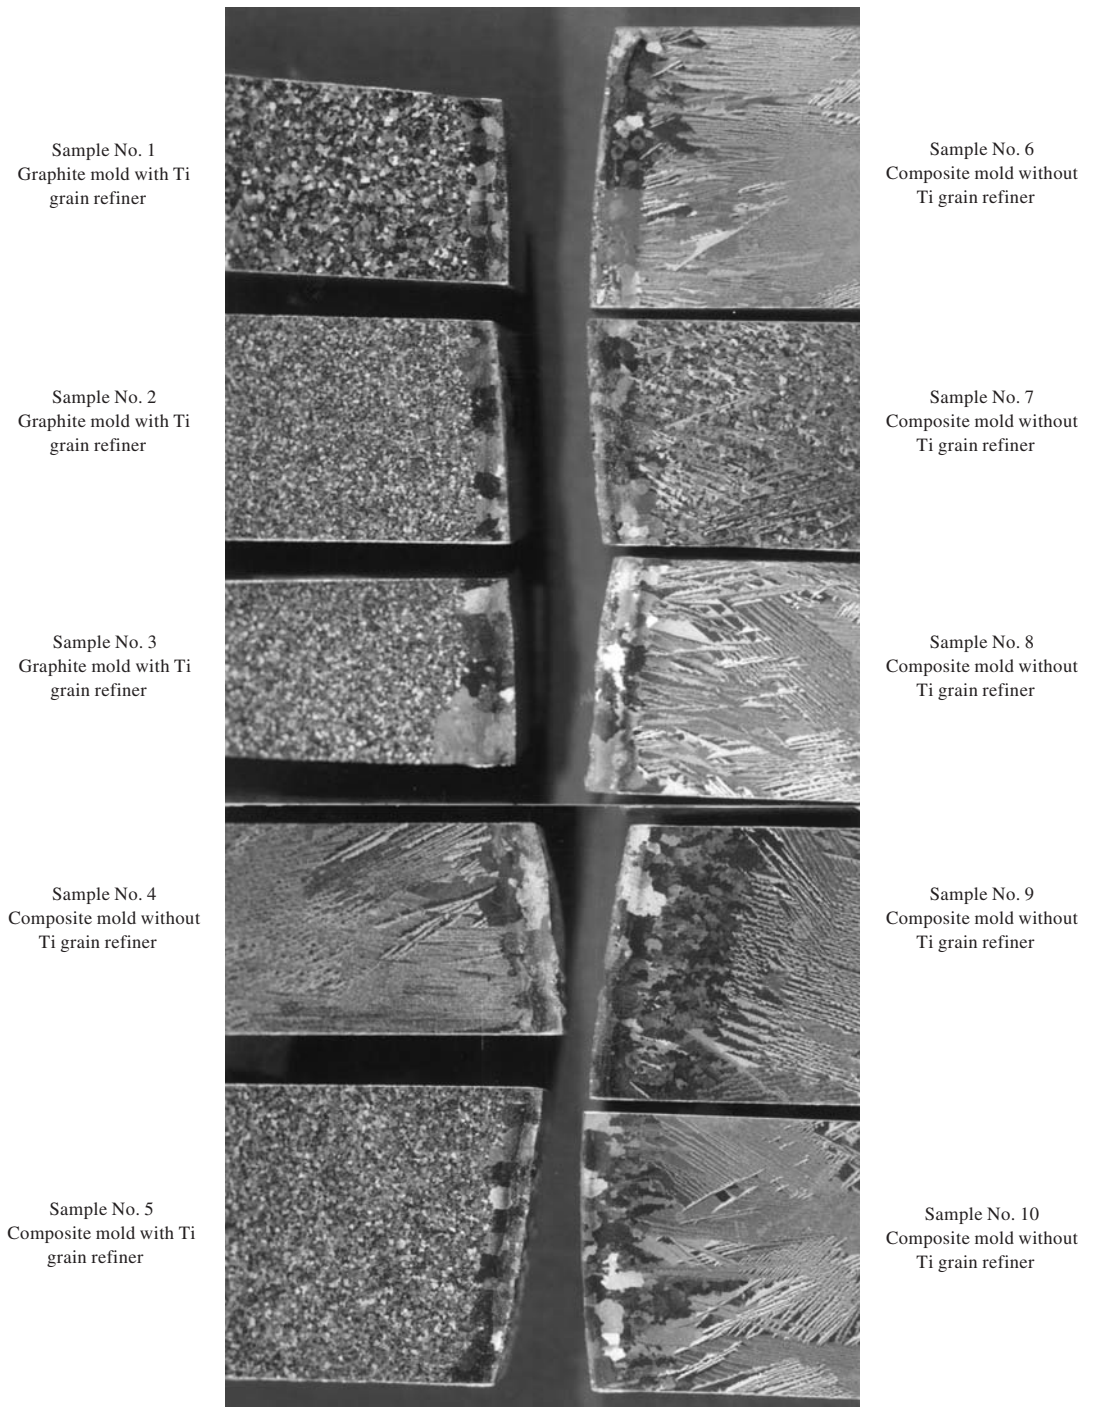 Sample No. 1
Graphite mold with Ti
grain refiner
Sample No. 2
Graphite mold with Ti
grain refiner
Sample No. 3
Graphite mold with Ti
grain refiner
Sample No. 4
Composite mold without
Ti grain refiner
Sample No. 5
Composite mold with Ti
grain refiner
Sample No. 6
Composite mold without
Ti grain refiner
Sample No. 7
Composite mold without
Ti grain refiner
Sample No. 8
Composite mold without
Ti grain refiner
Sample No. 9
Composite mold without
Ti grain refiner
Sample No. 10
Composite mold without
Ti grain refiner